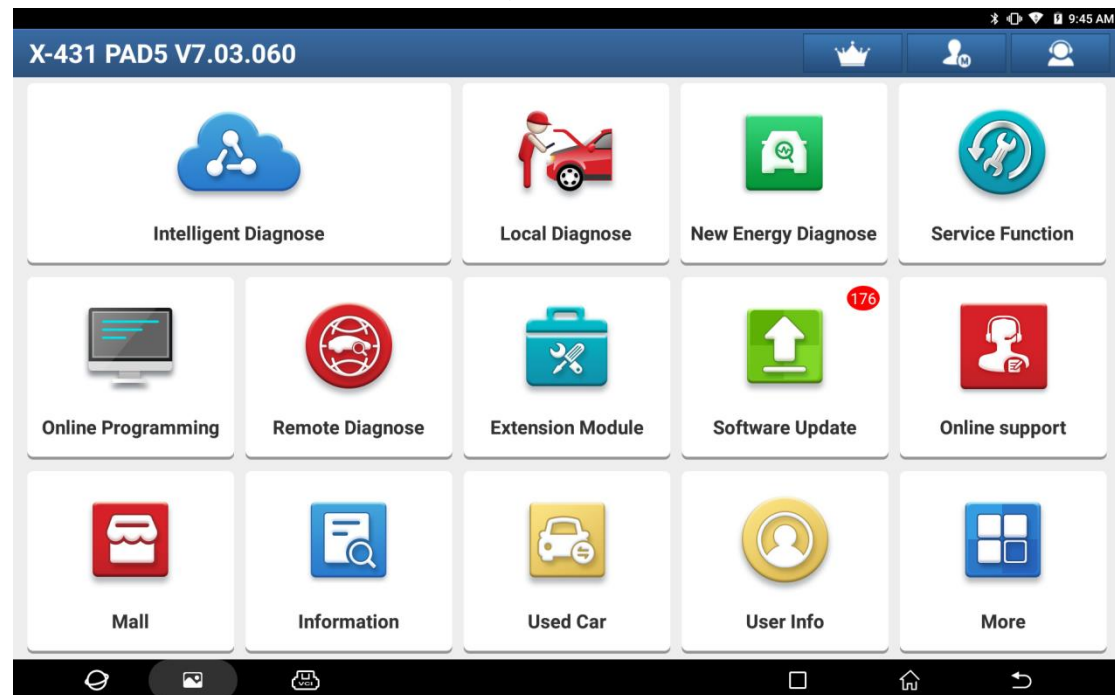 9:45 AM
X-431 PAD5 V7.03.060
M
Intelligent Diagnose
Local Diagnose
New Energy Diagnose
Service Function
176
Online Programming
Remote Diagnose
Extension Module
Software Update
Online support
Mall
Information
Used Car
User Info
More
VCI